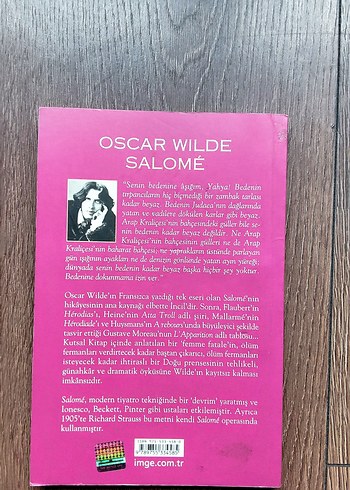 OSCAR WILDE
SALOMÉ
"Senin bedenine âşığım, Yahya! Bedenin
tırpancıların hiç biçmediği bir zambak tarlası
kadar beyaz. Bedenin Judaea'nın dağlarında
yatan ve vadilere dökülen karlar gibi beyaz.
Arap Kraliçesi'nin bahçesindeki güller bile se-
nin bedenin kadar beyaz değildir. Ne Arap
Kraliçesi'nin bahçesinin gülleri ne de Arap
Kraliçesi'nin baharat bahçesi, ne yaprakların üstünde parlayan
gün ışığının ayakları ne de denizin göğsünde yatan ayın yüreği;
dünyada senin bedenin kadar beyaz başka hiçbir şey yoktur.
Bedenine dokunmama izin ver."
Oscar Wilde'ın Fransızca yazdığı tek eseri olan Salomé'nin
hikâyesinin ana kaynağı elbette İncil'dir. Sonra, Flaubert'in
Hérodias'ı, Heine'nin Atta Troll adlı şiiri, Mallarmé'nin
Hérodiade'ı ve Huysmans'ın A rebours'unda büyüleyici şekilde
tasvir ettiği Gustave Moreau'nun L'Apparition adlı tablosu...
Kutsal Kitap içinde anlatılan bir 'femme fatale'in, ölüm
fermanları verdirtecek kadar baştan çıkarıcı, ölüm fermanları
isteyecek kadar ihtiraslı bir Doğu prensesinin tehlikeli,
günahkâr ve dramatik öyküsüne Wilde'ın kayıtsız kalması
imkânsızdır.
Salomé, modern tiyatro tekniğinde bir 'devrim' yaratmış ve
Ionesco, Beckett, Pinter gibi ustaları etkilemiştir. Ayrıca
1905'te Richard Strauss bu metni kendi Salomé operasında
kullanmıştır.
imge.com.tr